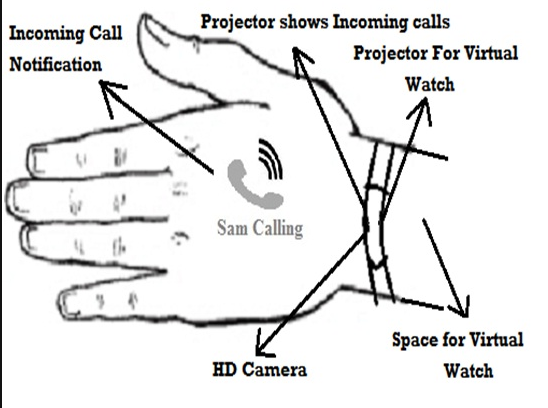 Incoming Call
Notification
Projector shows Incoming calls
Projector For Virtual
Watch
Sam Calling
HD Camera
Space for Virtual
Watch